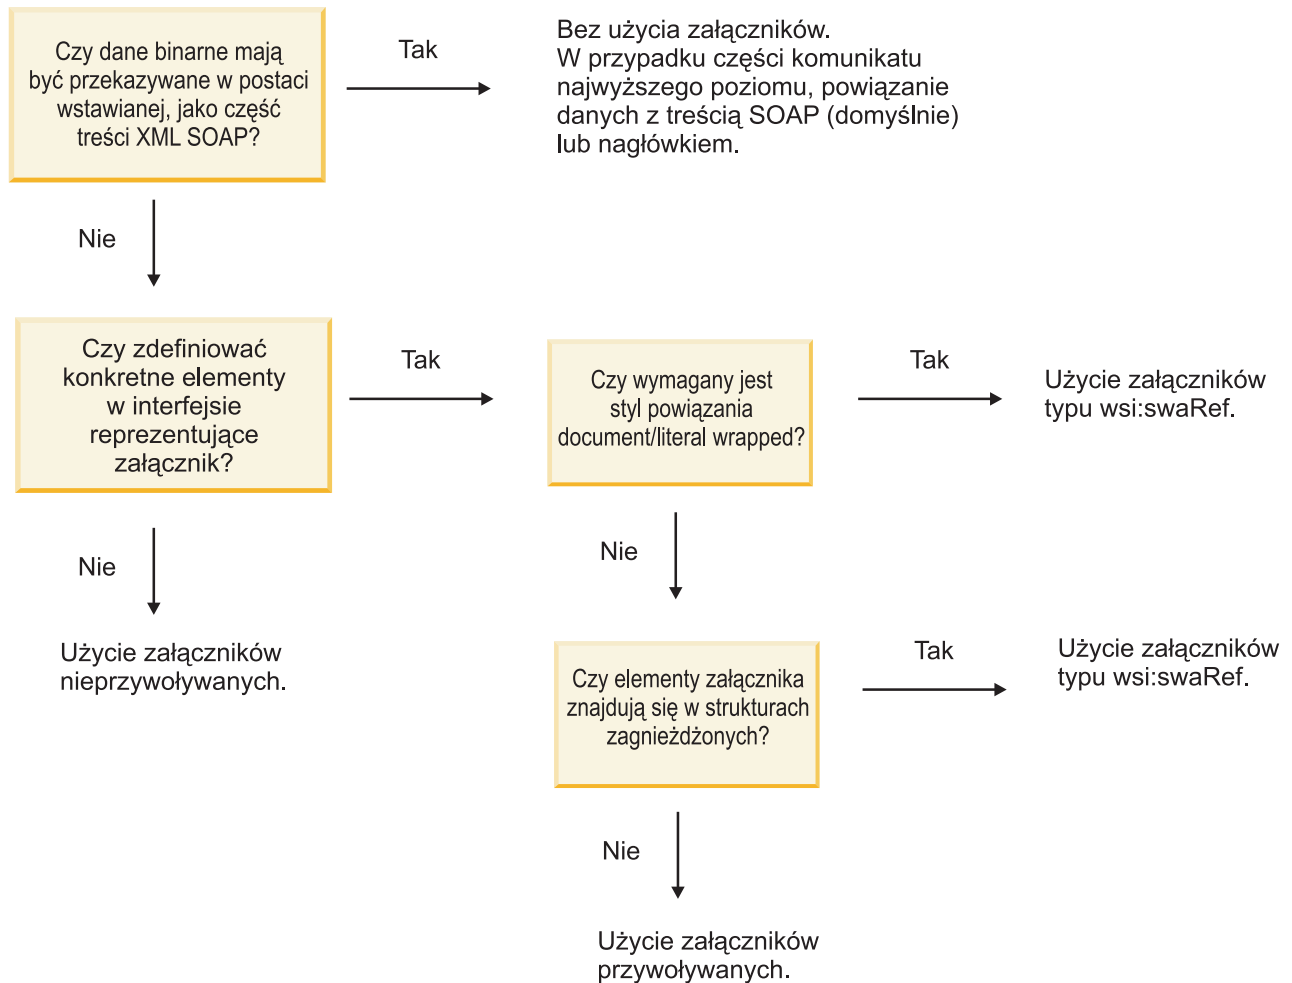 Czy dane binarne mają
być przekazywane w postaci
wstawianej, jako część
treści XML SOAP?
Tak
Bez użycia załączników.
W przypadku części komunikatu
najwyższego poziomu, powiązanie
danych z treścią SOAP (domyślnie)
lub nagłówkiem.
Nie
Czy zdefiniować
konkretne elementy
w interfejsie
reprezentujące
załącznik?
Tak
Czy wymagany jest
styl powiązania
document/literal wrapped?
Tak
Użycie załączników
typu wsi:swaRef.
Nie
Użycie załączników
nieprzywoływanych.
Nie
Czy elementy załącznika
znajdują się w strukturach
zagnieżdżonych?
Tak
Użycie załączników
typu wsi:swaRef.
Nie
Użycie załączników
przywoływanych.